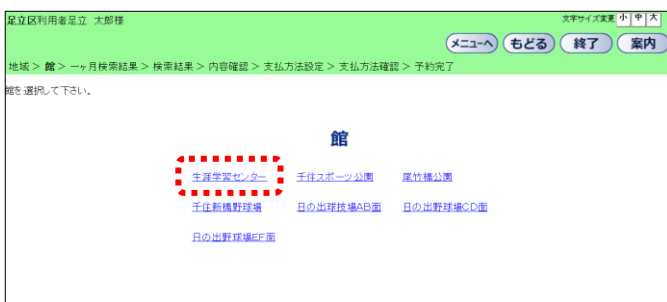 足立区利用者足立 太郎様
文字サイズ変更 小 中 大
メニューへ もどる 終了 案内
地域 > 館 > 一ヶ月検索結果 > 検索結果 > 内容確認 > 支払方法設定 > 支払方法確認 > 予約完了
館を選択して下さい。
館
生涯学習センター 千住スポーツ公園 尾竹橋公園
千住新橋野球場 日の出球技場AB面 日の出野球場CD面
日の出野球場EF面